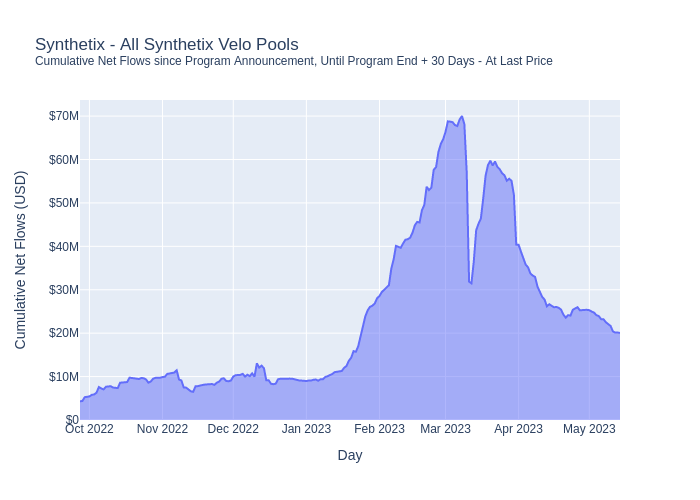 Synthetix - All Synthetix Velo Pools
Cumulative Net Flows since Program Announcement, Until Program End + 30 Days - At Last Price
$70M
$60M
$50M
$40M
$30M
$20M
$10M
$0
Cumulative Net Flows (USD)
Oct 2022 Nov 2022 Dec 2022 Jan 2023 Feb 2023 Mar 2023 Apr 2023 May 2023
Day